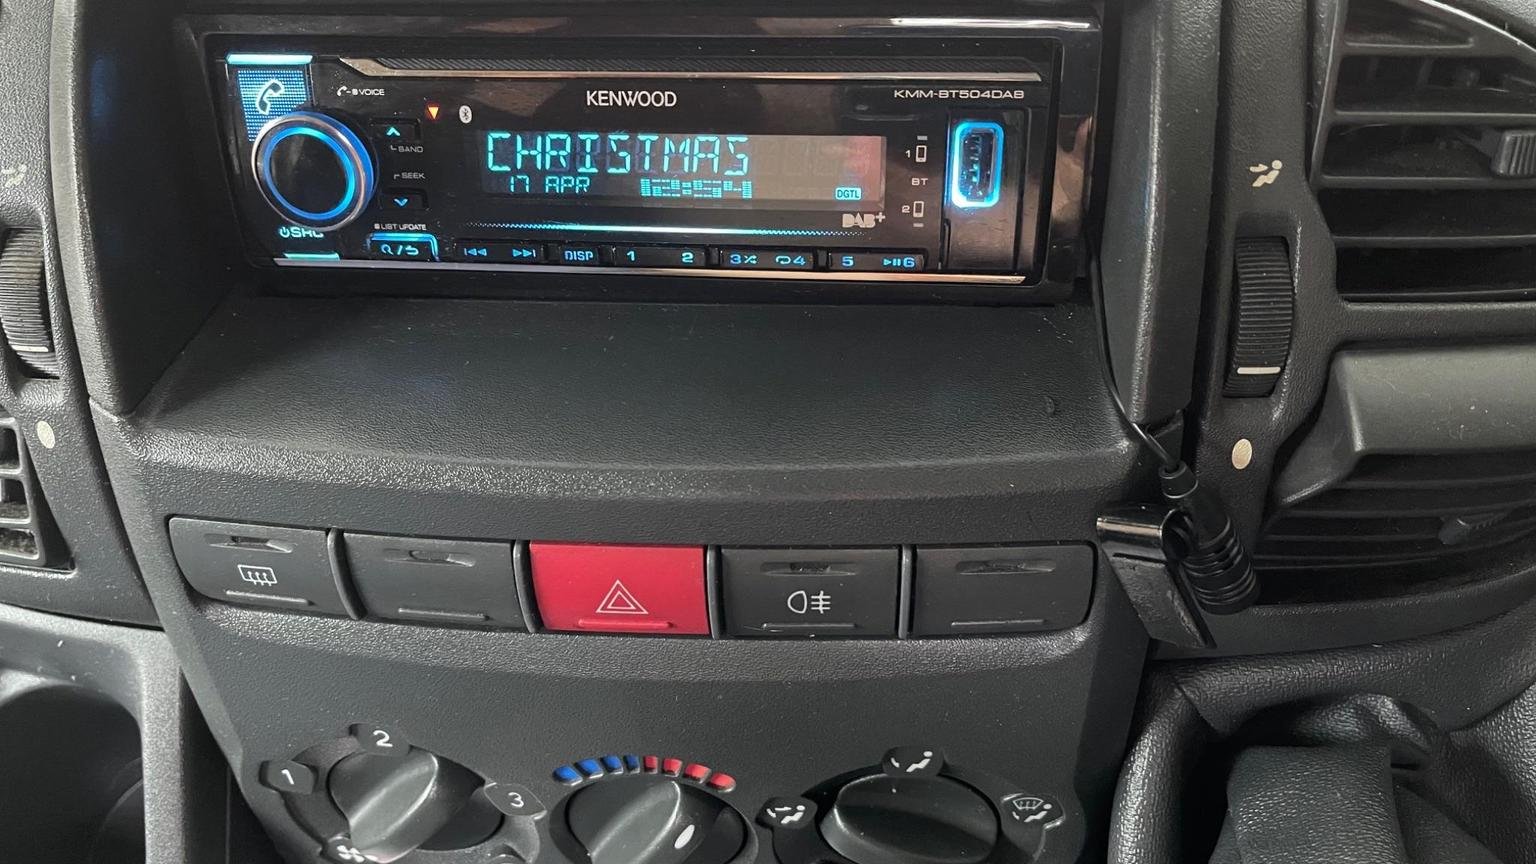 VOICE
KENWOOD
KMM-BT504DAB
BAND
SEEK
CHRISTMAS
17 APR
DGTL
1
BT
2
DAB+
LIST UPDATE
DISP 1 2 3 4 5 6
2
1
3